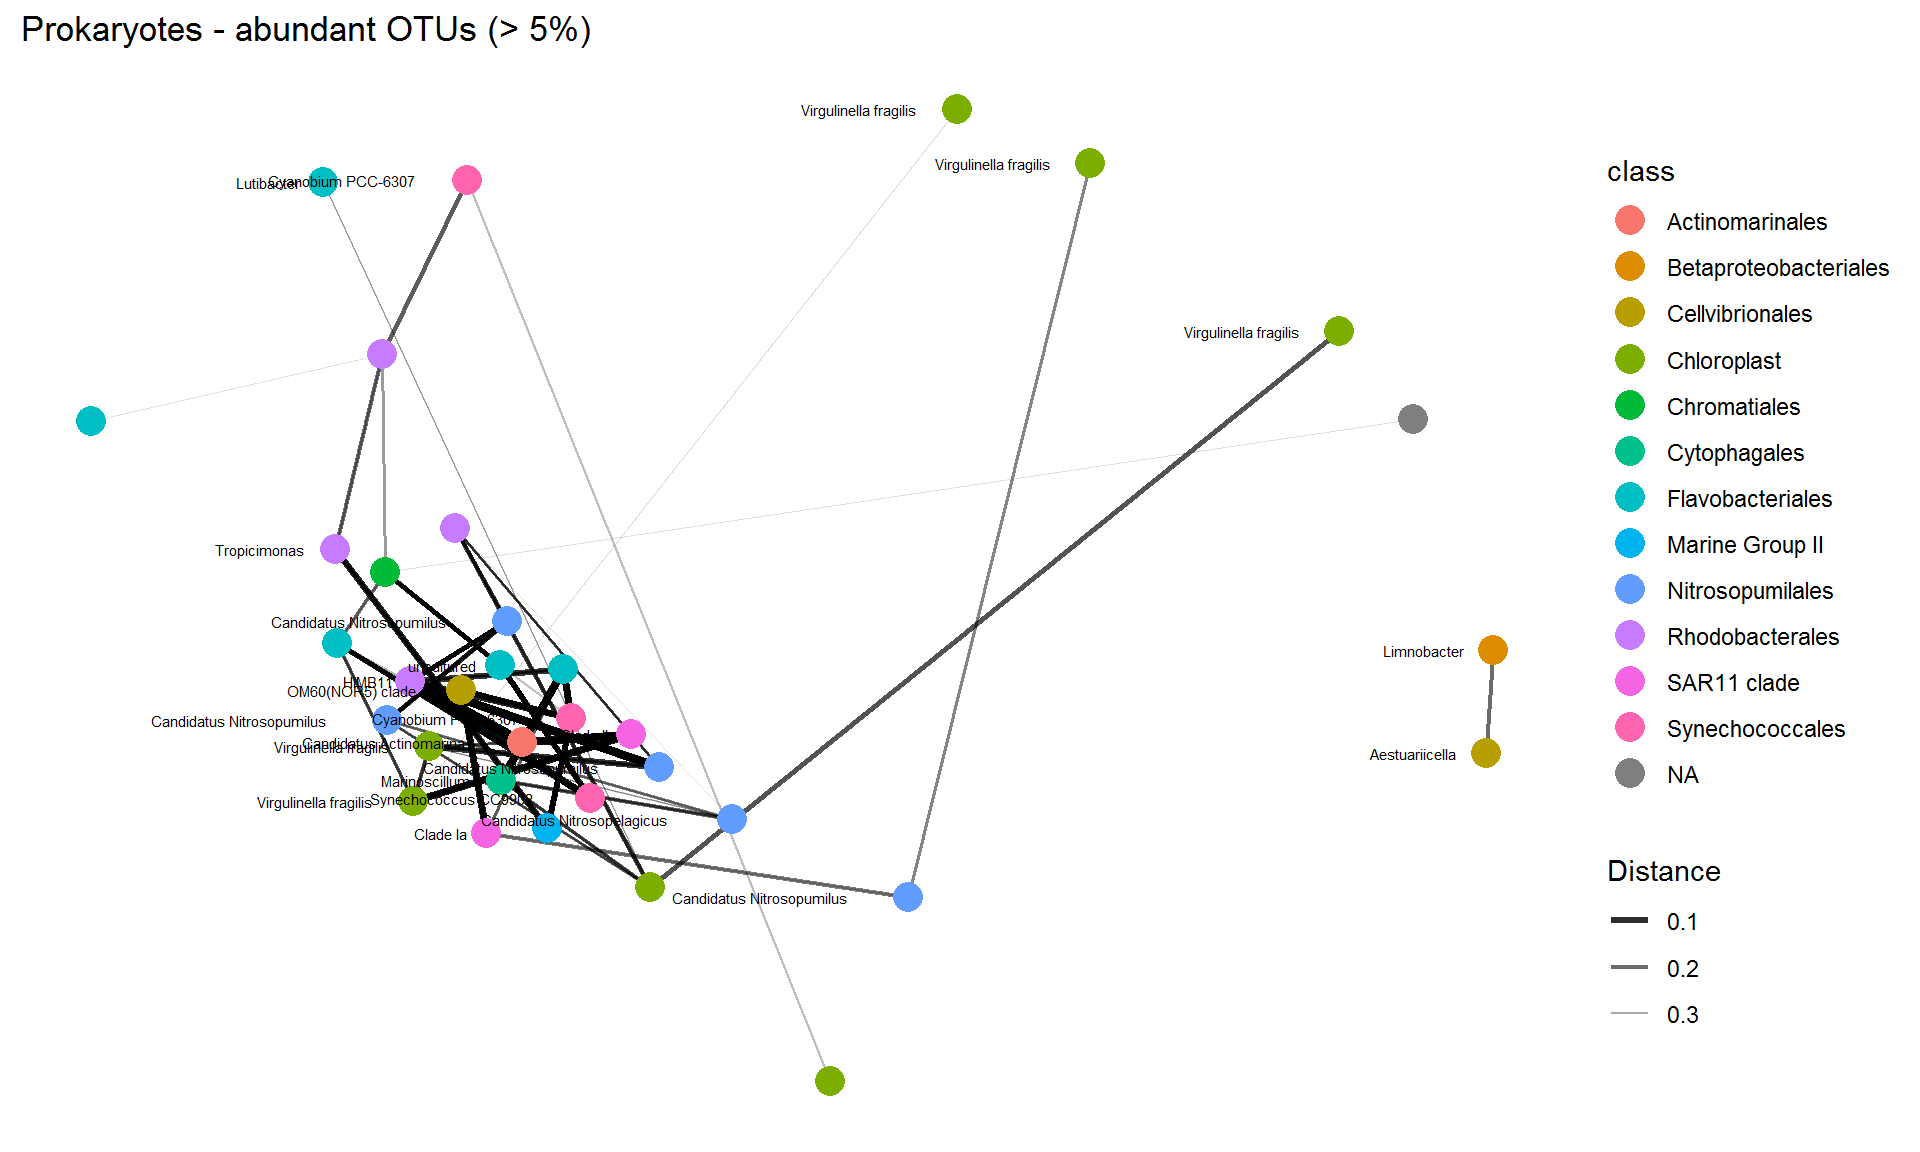 Prokaryotes - abundant OTUs (> 5%)
Virgulinella fragilis
Virgulinella fragilis
Lutibacter
Cyanobium PCC-6307
Virgulinella fragilis
Tropicimonas
Candidatus Nitrosopumilus
uncultured
HIMB11
OM60(NOR5) clade
Candidatus Nitrosopumilus
Cyanobium PCC-6307
Candidatus Actinomarina
Virgulinella fragilis
Candidatus Nitrosopumilus
Marinoscillum
Virgulinella fragilis
Synechococcus CC9902
Candidatus Nitrosopelagicus
Clade Ia
Candidatus Nitrosopumilus
Limnobacter
Aestuariicella
class
Actinomarinales
Betaproteobacteriales
Cellvibrionales
Chloroplast
Chromatiales
Cytophagales
Flavobacteriales
Marine Group II
Nitrosopumilales
Rhodobacterales
SAR11 clade
Synechococcales
NA
Distance
0.1
0.2
0.3